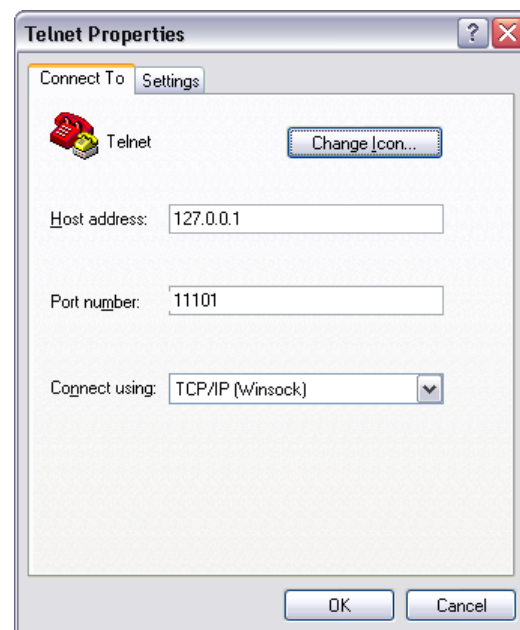 Telnet Properties
Connect To Settings
Telnet Change Icon...
Host address: 127.0.0.1
Port number: 11101
Connect using: TCP/IP (Winsock)
OK Cancel